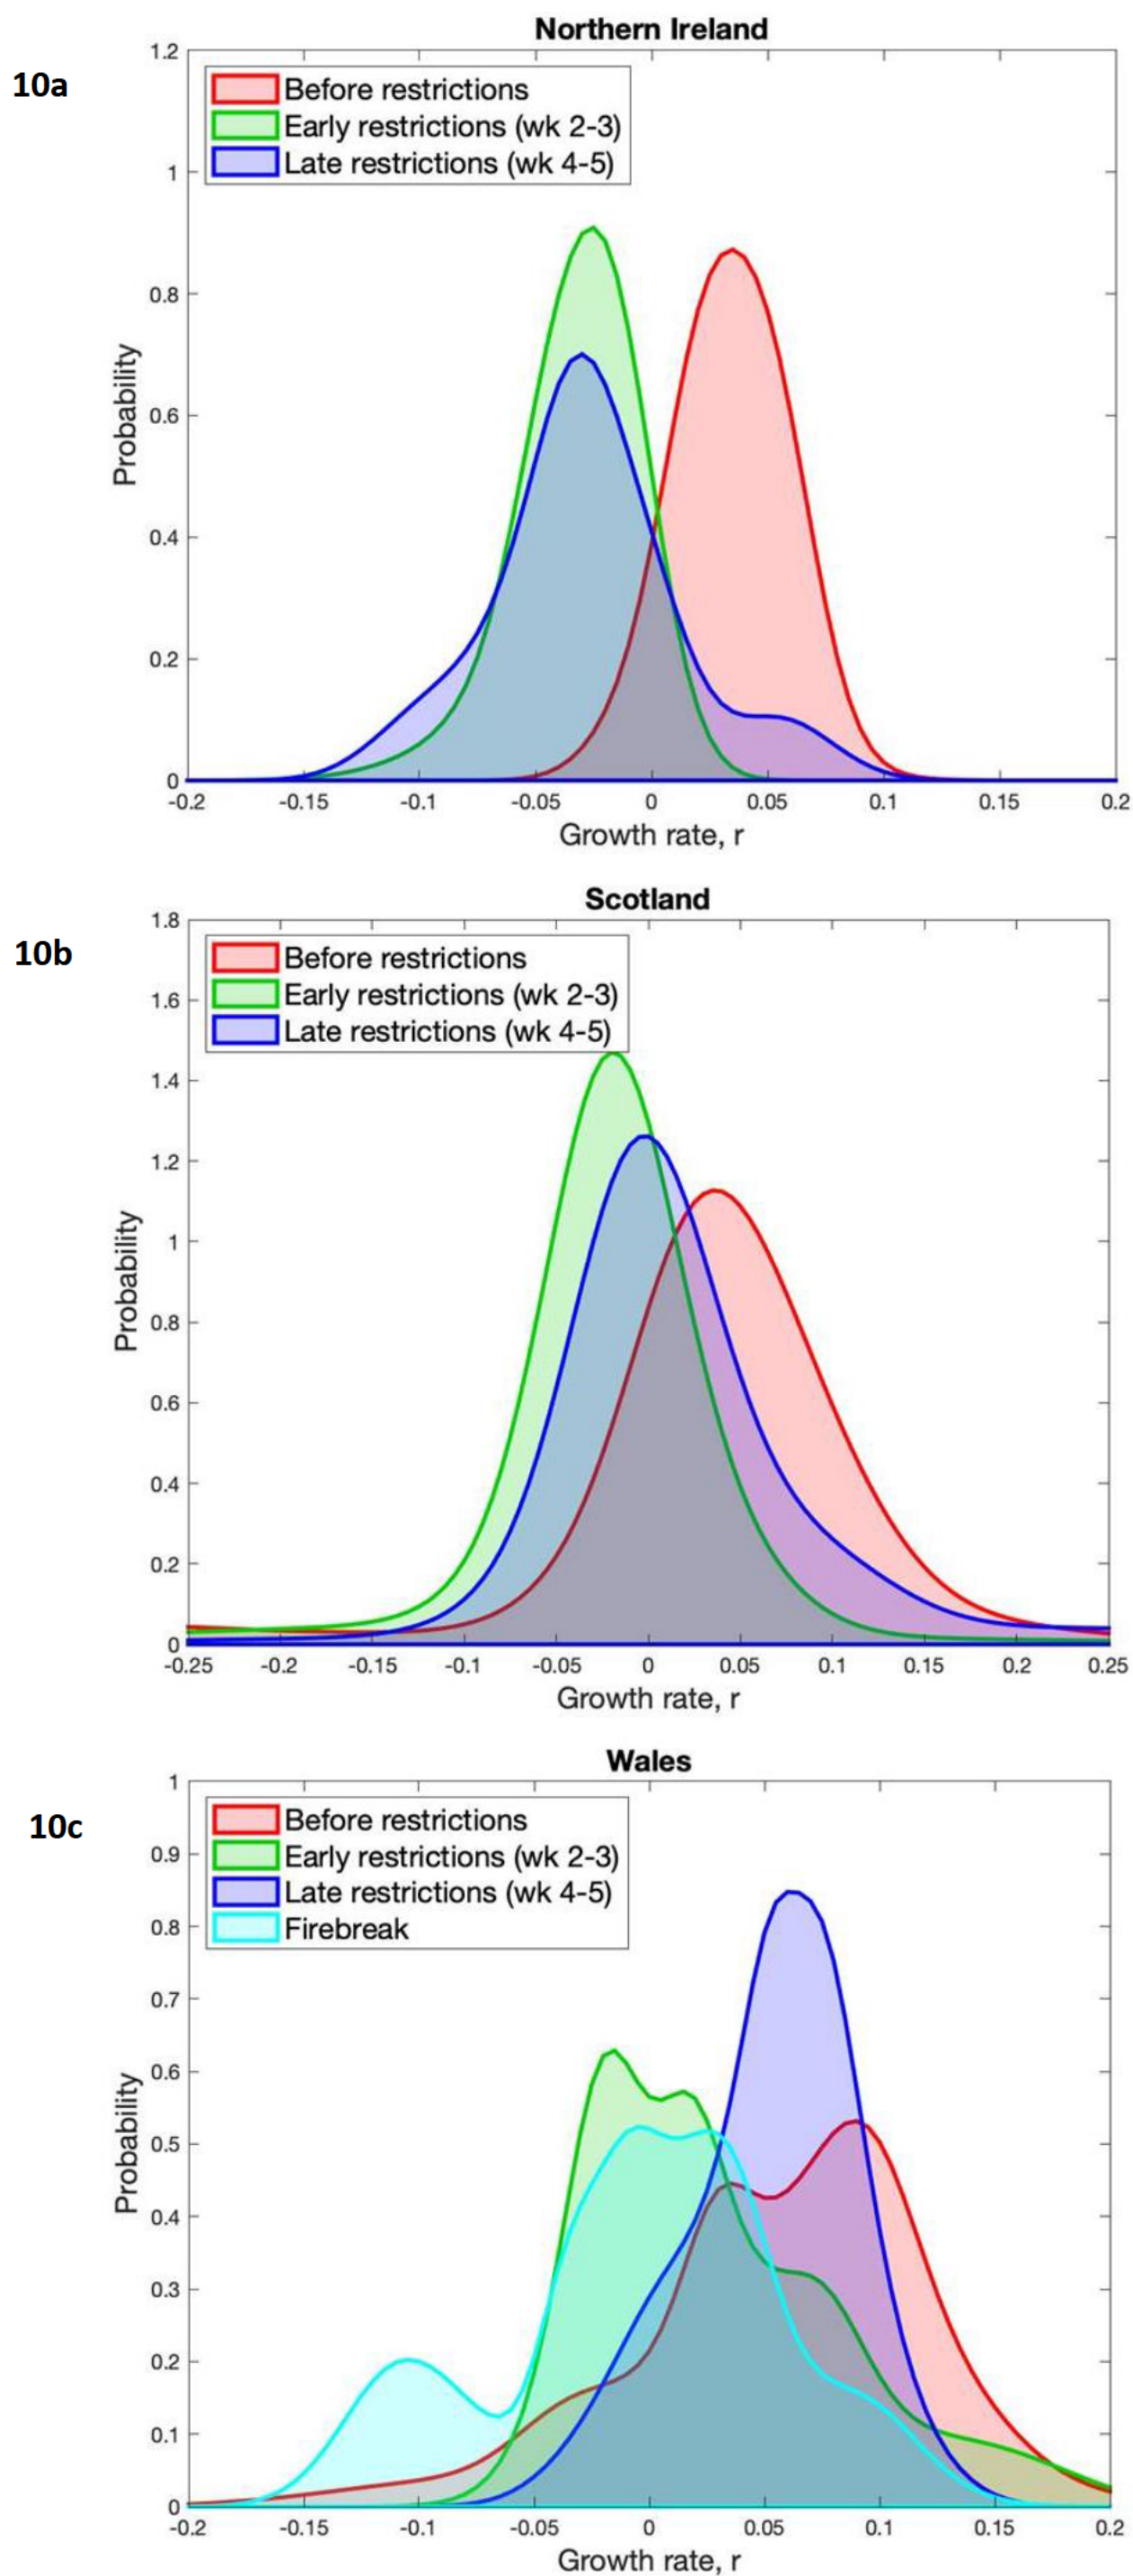 Northern Ireland
10a
1.2
1
0.8
0.6
0.4
0.2
0
Before restrictions
Early restrictions (wk 2-3)
Late restrictions (wk 4-5)
Probability
-0.2 -0.15 -0.1 -0.05 0 0.05 0.1 0.15 0.2
Growth rate, r
Scotland
10b
1.8
1.6
1.4
1.2
1
0.8
0.6
0.4
0.2
0
Before restrictions
Early restrictions (wk 2-3)
Late restrictions (wk 4-5)
Probability
-0.25 -0.2 -0.15 -0.1 -0.05 0 0.05 0.1 0.15 0.2 0.25
Growth rate, r
Wales
10c
1
0.9
0.8
0.7
0.6
0.5
0.4
0.3
0.2
0.1
0
Before restrictions
Early restrictions (wk 2-3)
Late restrictions (wk 4-5)
Firebreak
Probability
-0.2 -0.15 -0.1 -0.05 0 0.05 0.1 0.15 0.2
Growth rate, r